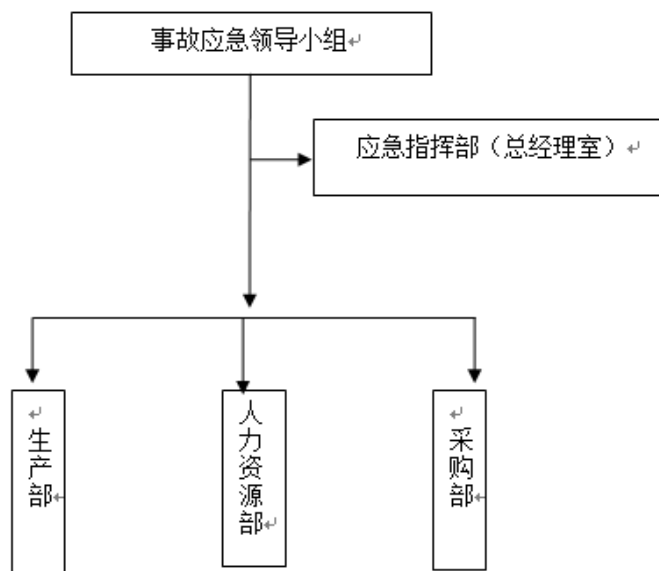 事故应急领导小组
应急指挥部（总经理室）
生产部
人力资源部
采购部